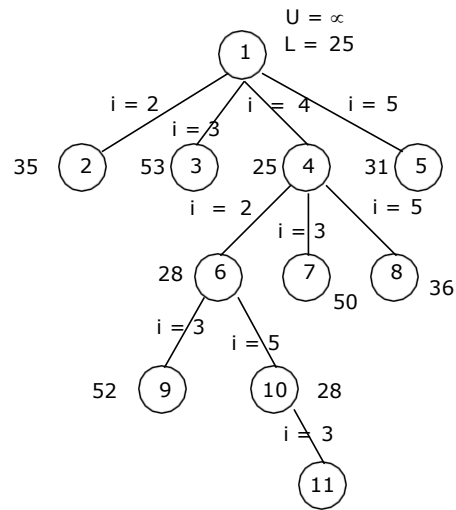 U = ∝
1
L = 25
i = 2
i = 3
i = 4
i = 5
35
2
53
3
25
4
31
5
i = 2
i = 3
i = 5
28
6
7
50
8
36
i = 3
i = 5
52
9
10
28
i = 3
11